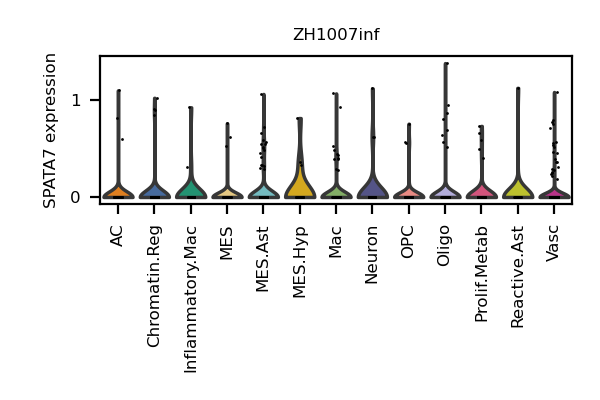 ZH1007inf
SPATA7 expression
1
0
AC
Chromatin.Reg
Inflammatory.Mac
MES
MES.Ast
MES.Hyp
Mac
Neuron
OPC
Oligo
Prolif.Metab
Reactive.Ast
Vasc